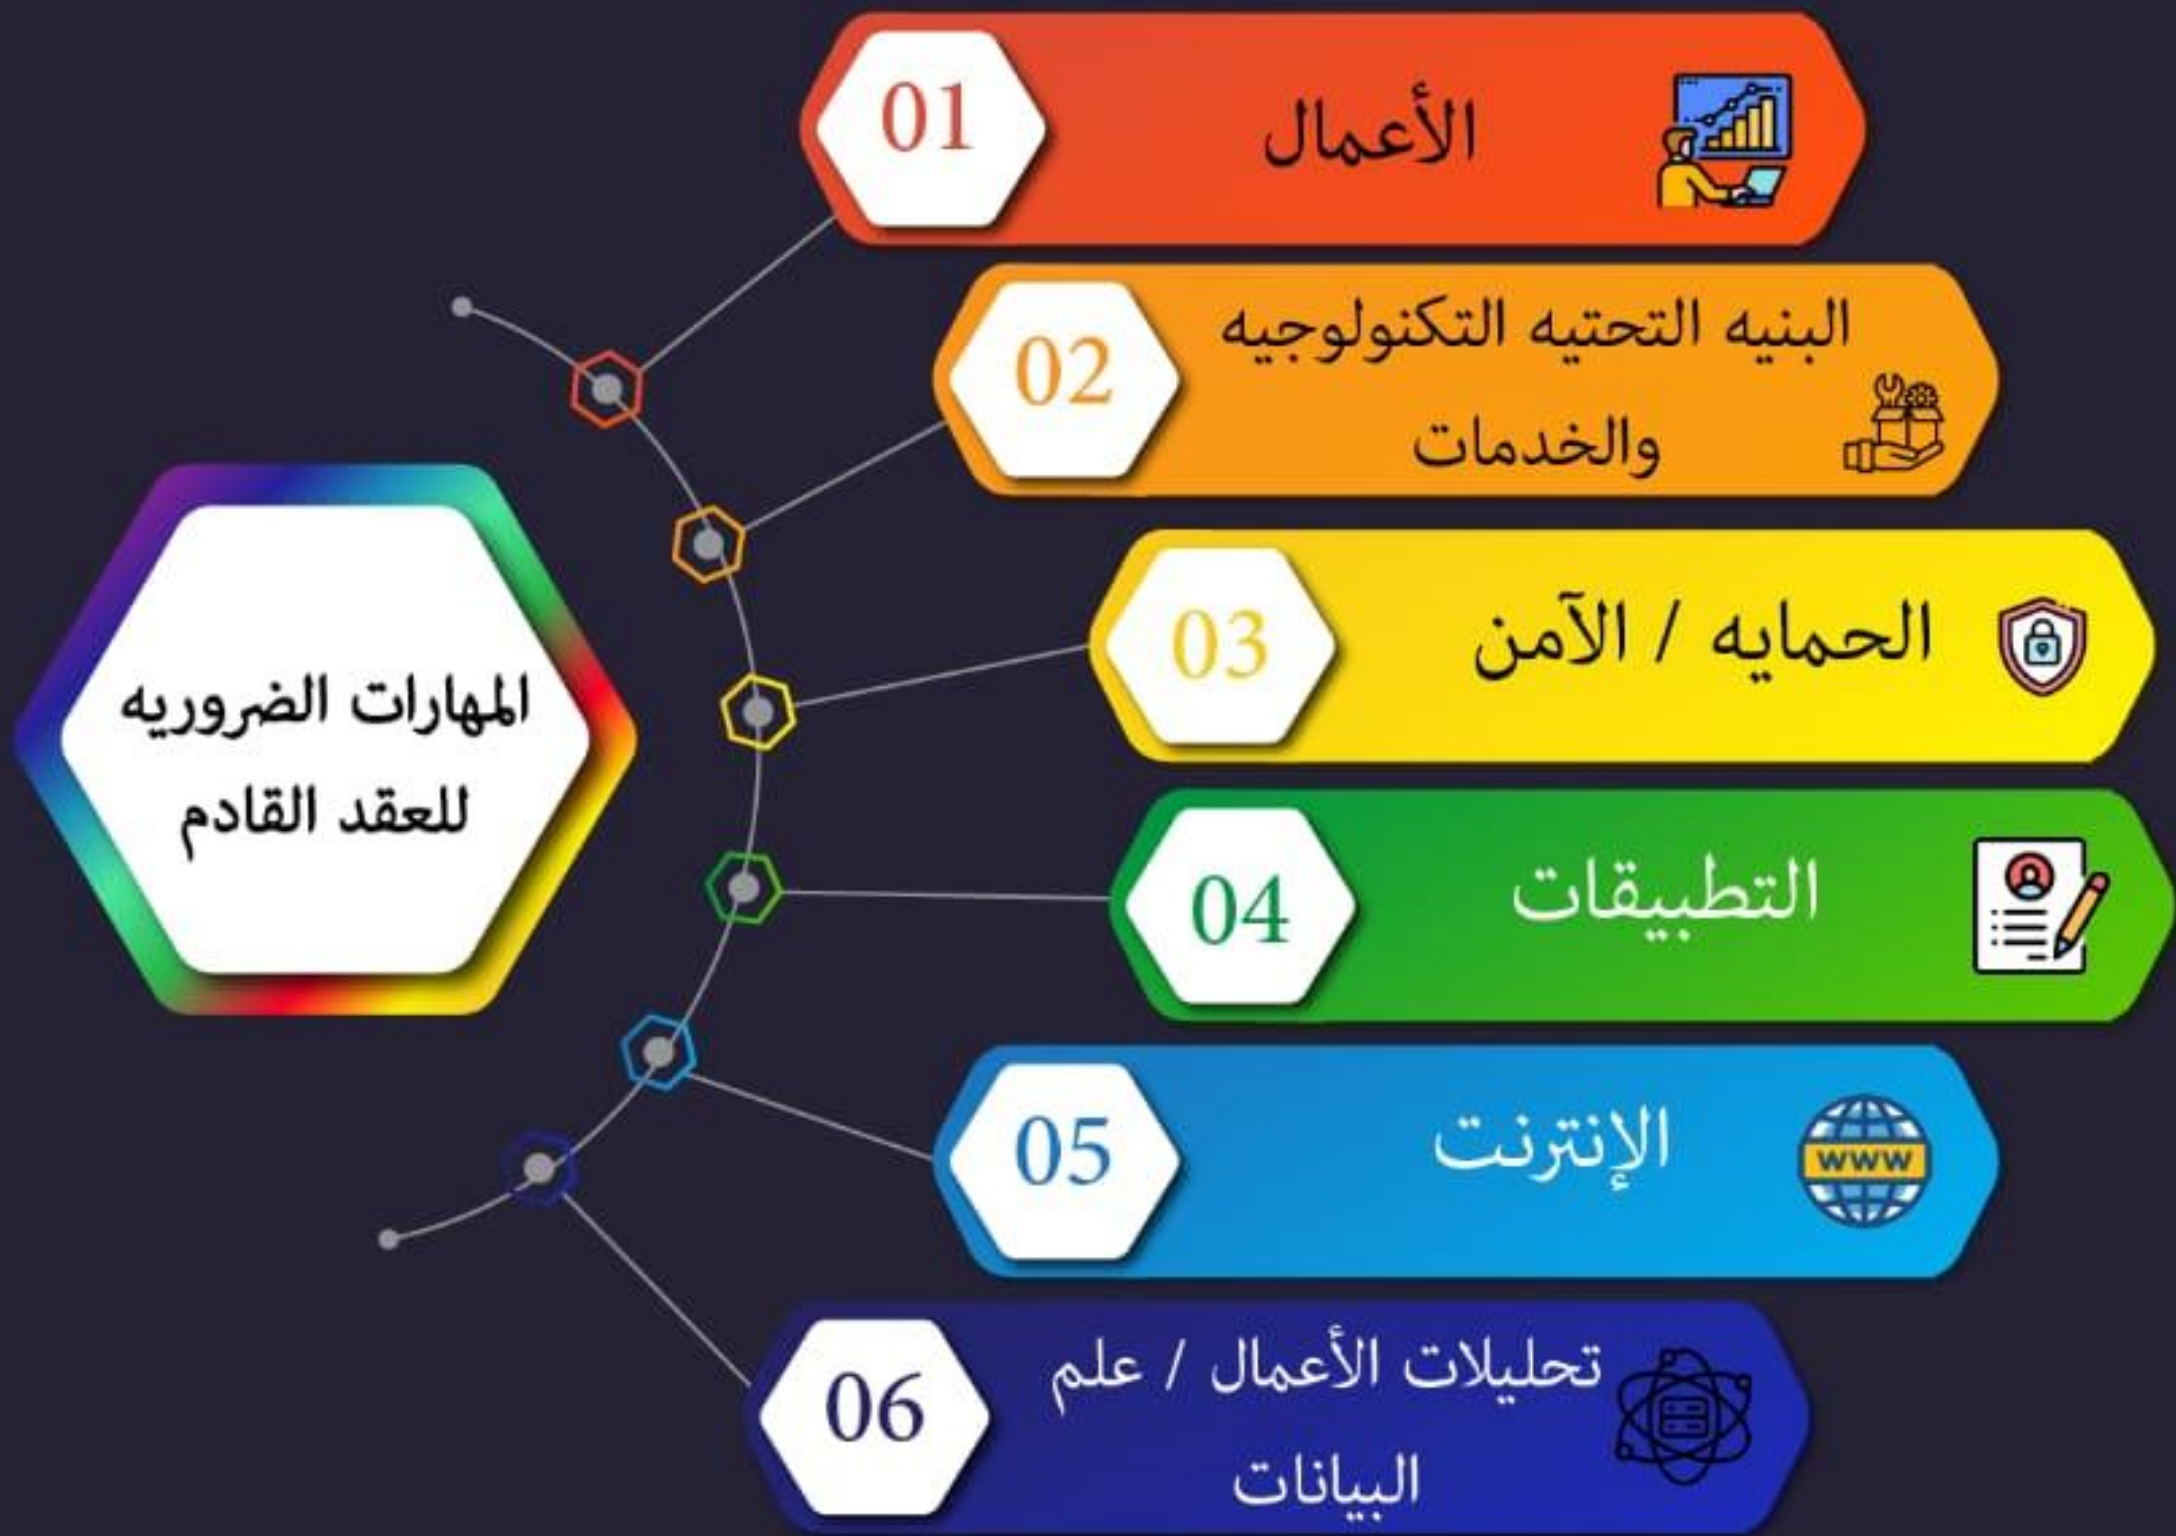 المهارات الضروريه
للعقد القادم
01
الأعمال
02
البنيه التحتيه التكنولوجيه
والخدمات
03
الحمايه / الآمن
04
التطبيقات
05
الإنترنت
WWW
06
تحليلات الأعمال / علم
البيانات